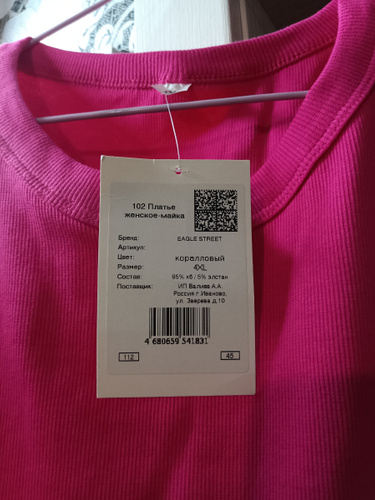 102 Платье
женское-майка
Бренд: EAGLE STREET
Артикул:
Цвет: коралловый
Размер: 4XL
Состав: 95% хб / 5% элстан
Поставщик: ИП Валиев А.А.
Россия г.Иваново,
ул. Зверева д.10
4 680659 541831
112 45